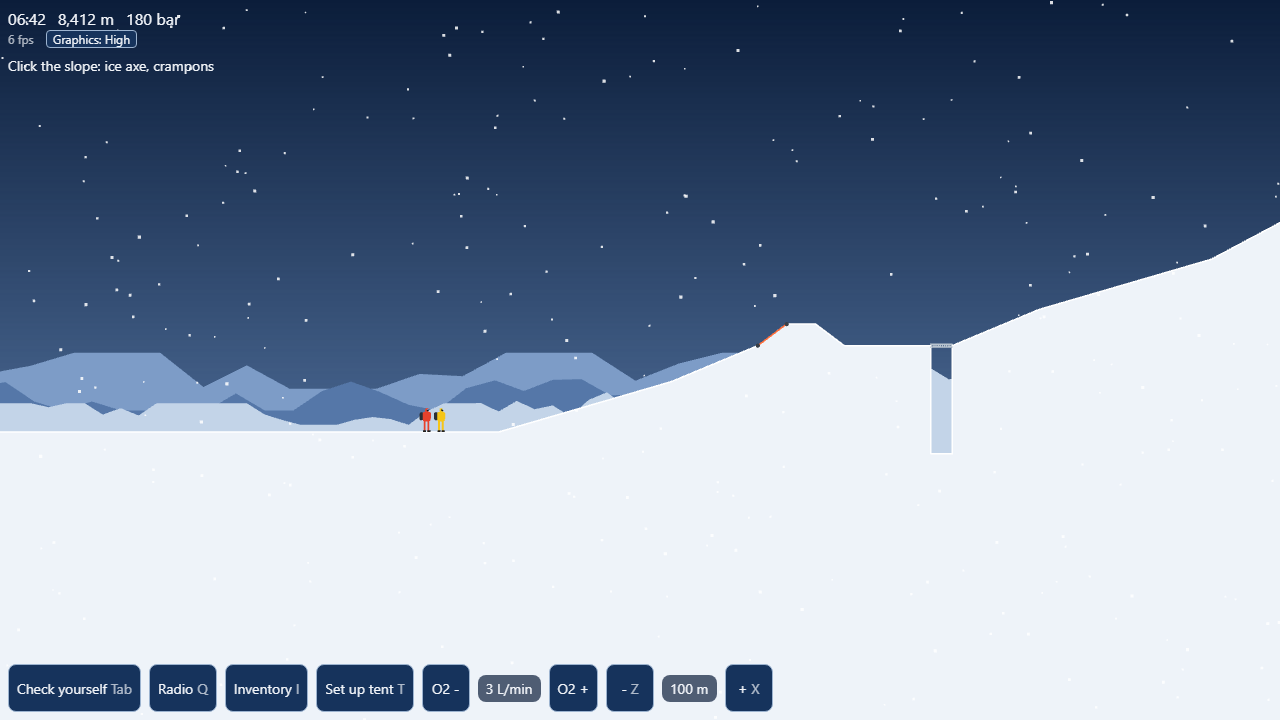 06:42 8,412 m 180 bar
6 fps Graphics: High
Click the slope: ice axe, crampons
Check yourself Tab Radio Q Inventory I Set up tent T O2 - 3 L/min O2 + - Z 100 m + X